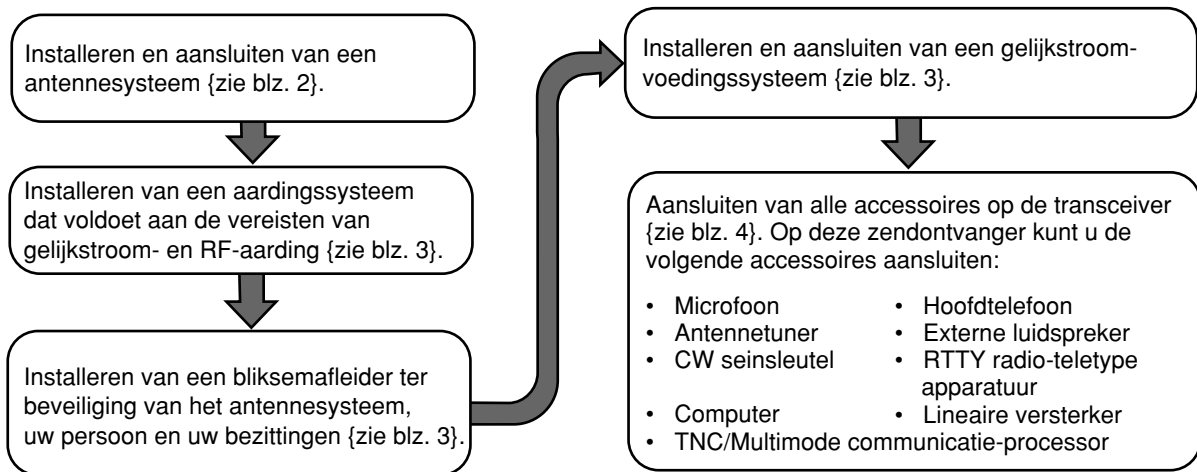 Installeren en aansluiten van een
antennesysteem {zie blz. 2}.
Installeren van een aardingssysteem
dat voldoet aan de vereisten van
gelijkstroom- en RF-aarding {zie blz. 3}.
Installeren van een bliksemafleider ter
beveiliging van het antennesysteem,
uw persoon en uw bezittingen {zie blz. 3}.
Installeren en aansluiten van een gelijkstroom-
voedingssysteem {zie blz. 3}.
Aansluiten van alle accessoires op de transceiver
{zie blz. 4}. Op deze zendontvanger kunt u de
volgende accessoires aansluiten:
• Microfoon • Hoofdtelefoon
• Antennetuner • Externe luidspreker
• CW seinsleutel • RTTY radio-teletype
apparatuur
• Computer • Lineaire versterker
• TNC/Multimode communicatie-processor